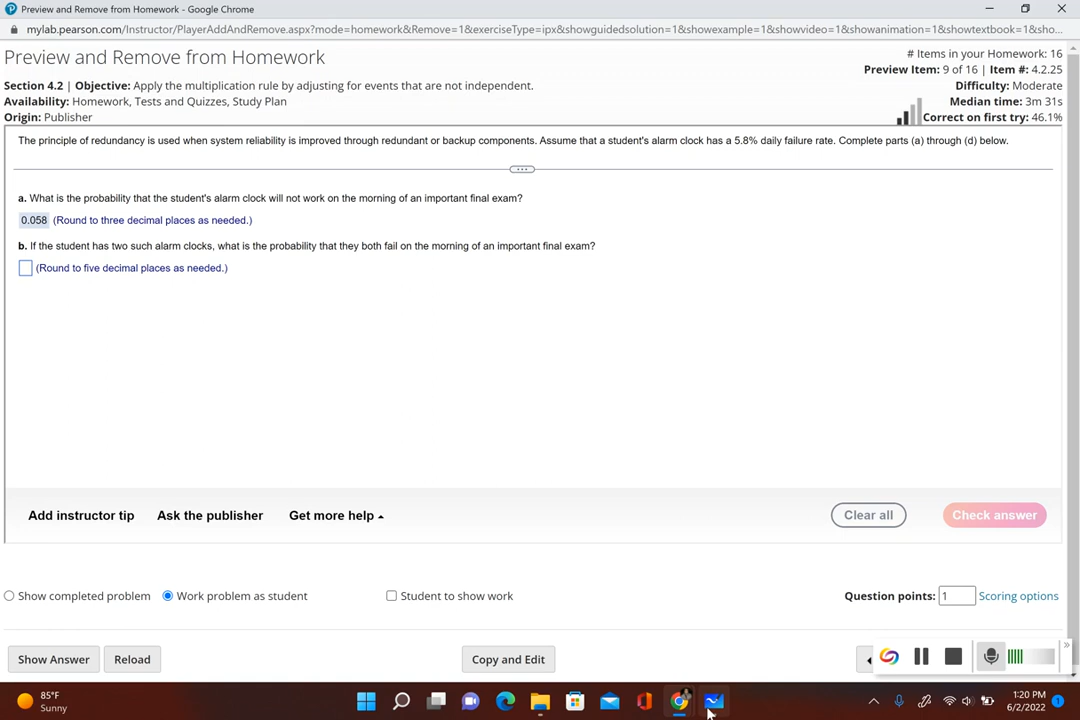 Preview and Remove from Homework - Google Chrome
mylab.pearson.com/Instructor/PlayerAddAndRemove.aspx?mode=homework&Remove=1&exerciseType=ipx&showguidedsolution=1&showexample=1&showvideo=1&showanimation=1&showtextbook=1&sho...
Preview and Remove from Homework
# Items in your Homework: 16
Preview Item: 9 of 16 | Item #: 4.2.25
Section 4.2 | Objective: Apply the multiplication rule by adjusting for events that are not independent.
Difficulty: Moderate
Availability: Homework, Tests and Quizzes, Study Plan
Median time: 3m 31s
Origin: Publisher
Correct on first try: 46.1%
The principle of redundancy is used when system reliability is improved through redundant or backup components. Assume that a student's alarm clock has a 5.8% daily failure rate. Complete parts (a) through (d) below.
a. What is the probability that the student's alarm clock will not work on the morning of an important final exam?
0.058 (Round to three decimal places as needed.)
b. If the student has two such alarm clocks, what is the probability that they both fail on the morning of an important final exam?
(Round to five decimal places as needed.)
Add instructor tip Ask the publisher Get more help Clear all Check answer
Show completed problem Work problem as student Student to show work Question points: 1 Scoring options
Show Answer Reload Copy and Edit
85°F
Sunny
1:20 PM
6/2/2022
1